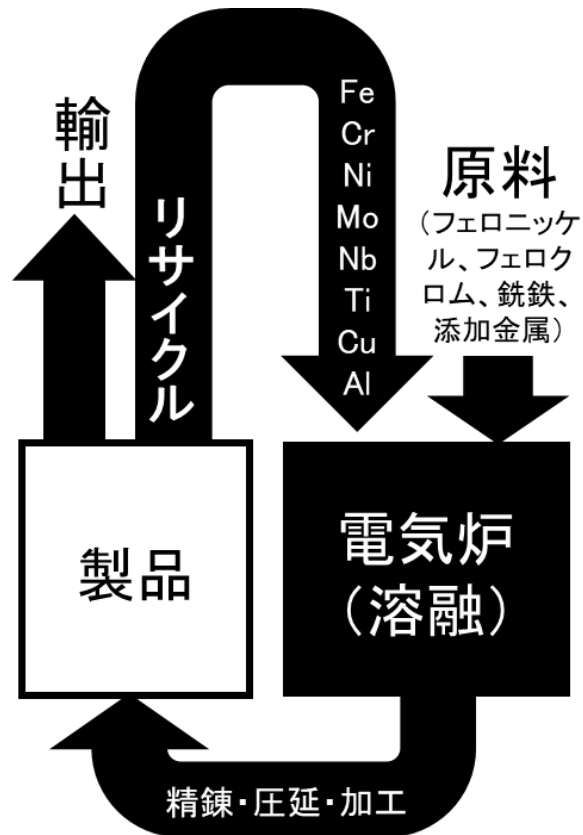 輸出
リサイクル
Fe
Cr
Ni
Mo
Nb
Ti
Cu
Al
原料
（フェロニッケ
ル、フェロク
ロム、銑鉄、
添加金属）
製品
電気炉
（溶融）
精錬・圧延・加工